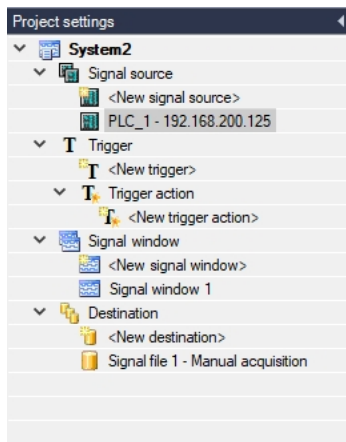 Project settings
System2
Signal source
<New signal source>
PLC_1 - 192.168.200.125
T Trigger
<New trigger>
Trigger action
<New trigger action>
Signal window
<New signal window>
Signal window 1
Destination
<New destination>
Signal file 1 - Manual acquisition